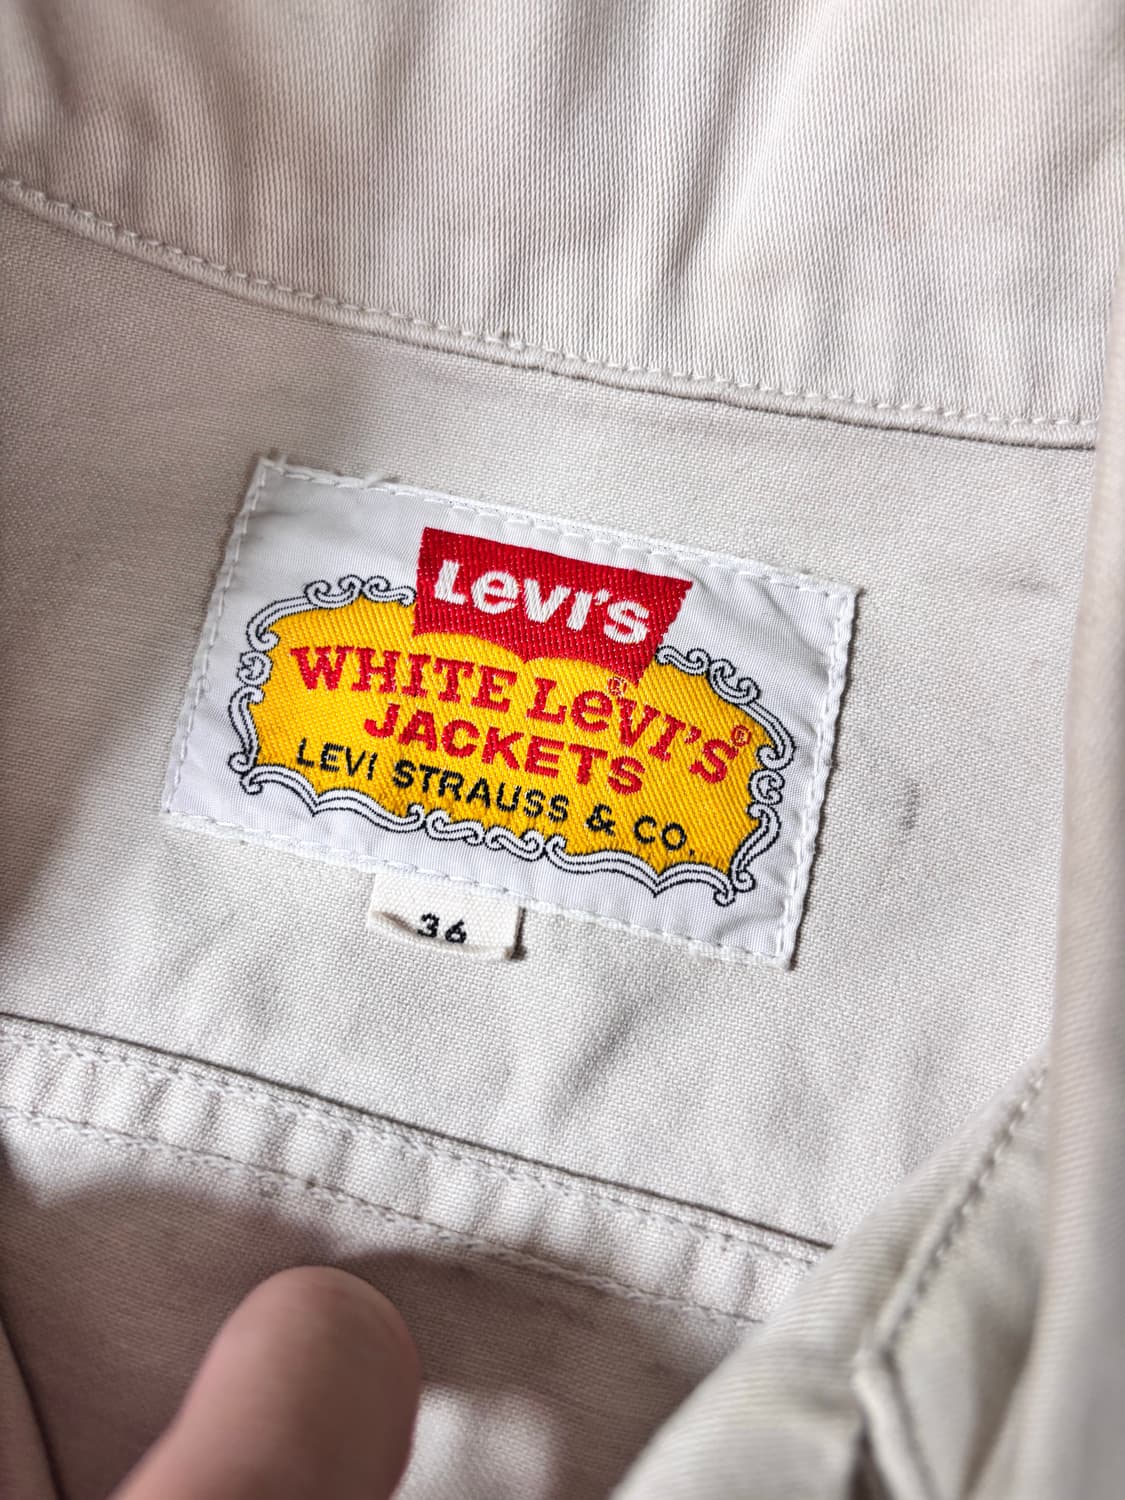 LeVI'S
®
WHITE LeVI'S®
JACKETS
LEVI STRAUSS & CO.
36